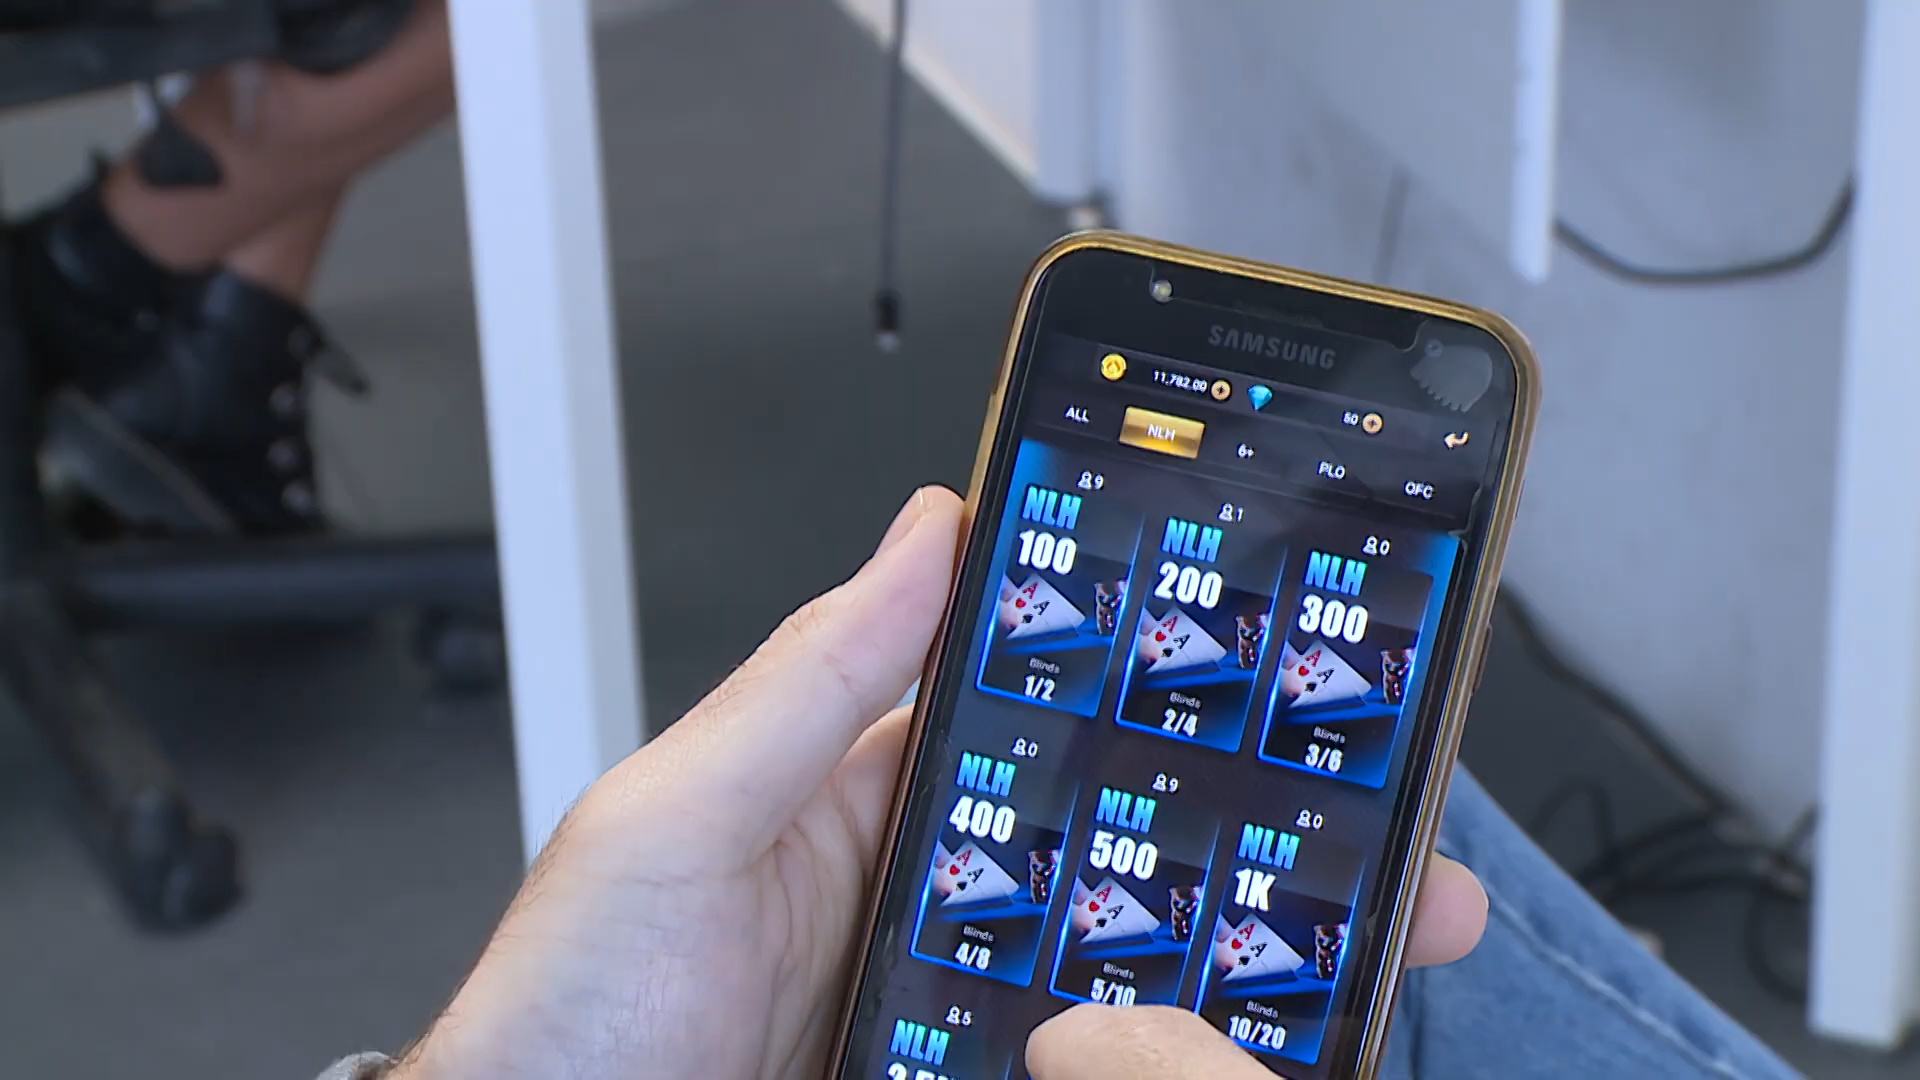 SAMSUNG
11,782.00
50
ALL
NLH
6+
PLO
OFC
9
NLH
100
Blinds
1/2
1
NLH
200
Blinds
2/4
0
NLH
300
Blinds
3/6
0
NLH
400
Blinds
4/8
9
NLH
500
Blinds
5/10
0
NLH
1K
Blinds
10/20
5
NLH